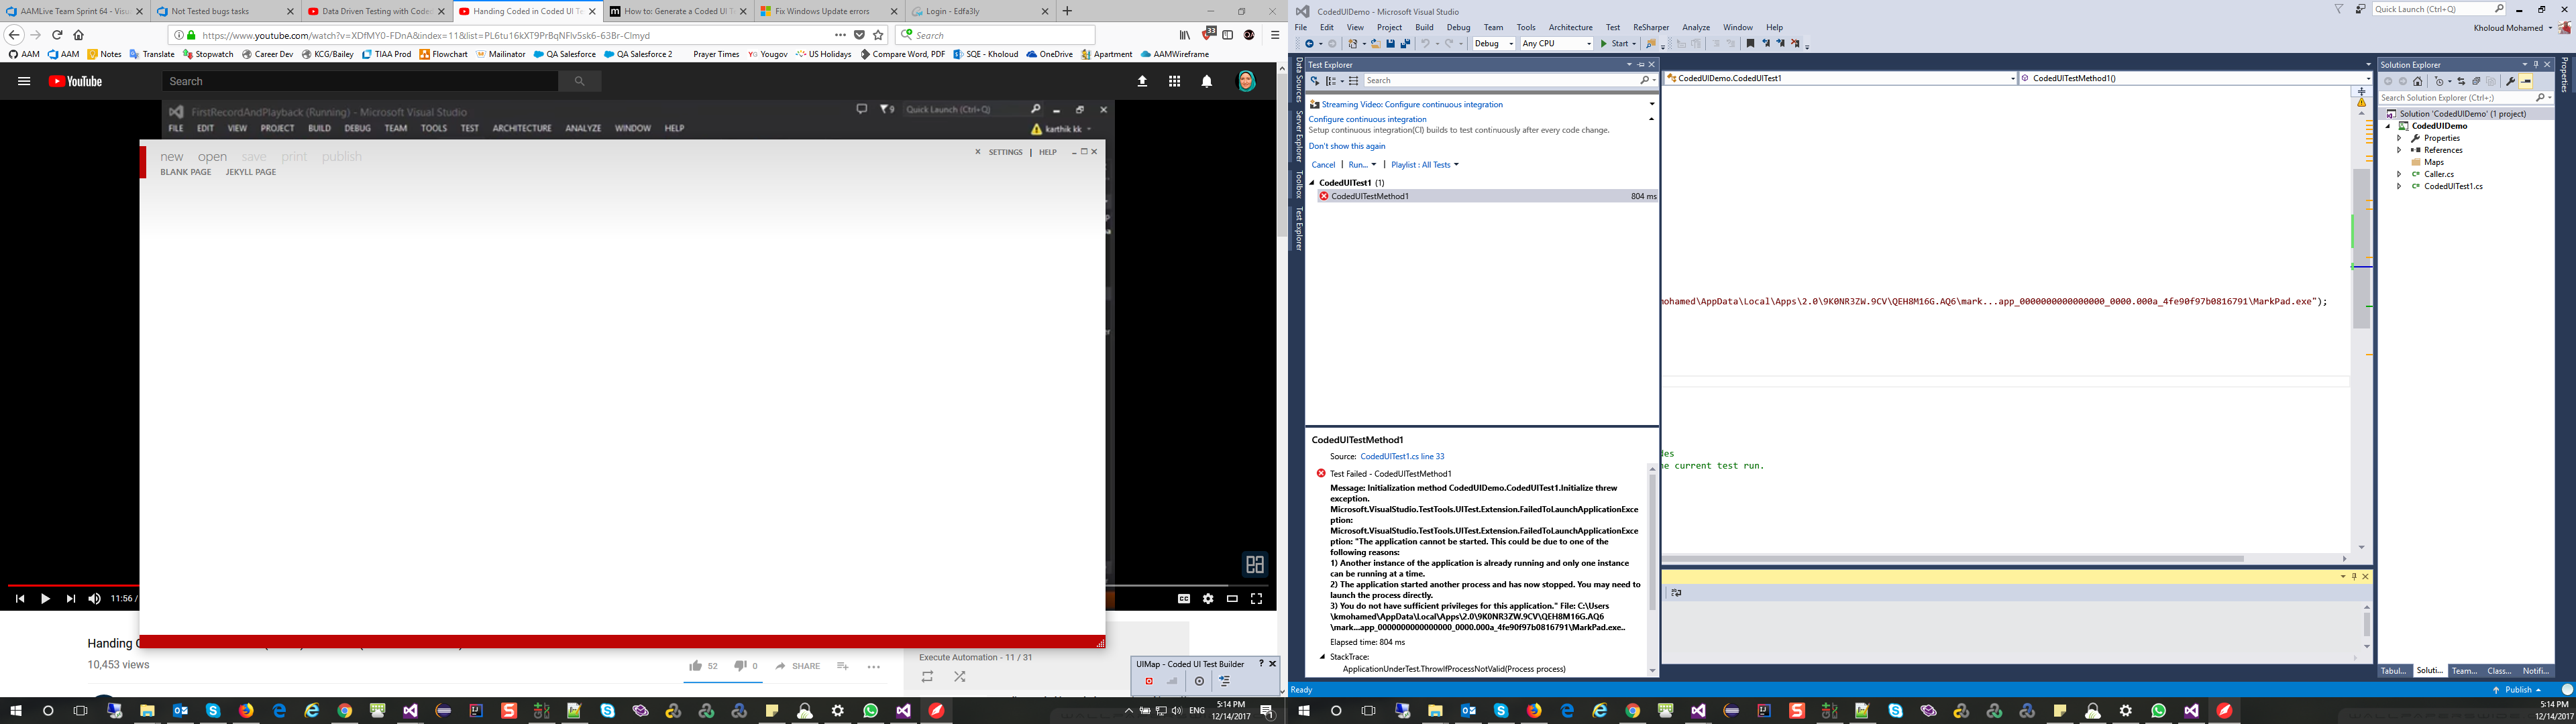 AAMLive Team Sprint 64 - Visu
Not Tested bugs tasks
Data Driven Testing with Coded
Handing Coded in Coded UI Te
How to: Generate a Coded UI T
Fix Windows Update errors
Login - Edfa3ly
https://www.youtube.com/watch?v=XDfMY0-FDnA&index=11&list=PL6tu16kXT9PrBqNFlv5sk6-63Br-CImyd
Search
33
AAM
AAM
Notes
Translate
Stopwatch
Career Dev
KCG/Bailey
TIAA Prod
Flowchart
Mailinator
QA Salesforce
QA Salesforce 2
Prayer Times
Yougov
US Holidays
Compare Word, PDF
SQE - Kholoud
OneDrive
Apartment
AAMWireframe
YouTube
Search
FirstRecordAndPlayback (Running) - Microsoft Visual Studio
9
Quick Launch (Ctrl+Q)
FILE EDIT VIEW PROJECT BUILD DEBUG TEAM TOOLS TEST ARCHITECTURE ANALYZE WINDOW HELP
karthik kk
new open save print publish
BLANK PAGE JEKYLL PAGE
SETTINGS | HELP
11:56 /
CC
Handing C
10,453 views
52
0
SHARE
Execute Automation - 11 / 31
UIMap - Coded UI Test Builder
ENG
5:14 PM
12/14/2017
1
CodedUIDemo - Microsoft Visual Studio
Quick Launch (Ctrl+Q)
File Edit View Project Build Debug Team Tools Architecture Test ReSharper Analyze Window Help
Kholoud Mohamed
Debug
Any CPU
Start
Data Sources
Server Explorer
Toolbox
Test Explorer
Test Explorer
Search
Streaming Video: Configure continuous integration
Configure continuous integration
Setup continuous integration(CI) builds to test continuously after every code change.
Don't show this again
Cancel | Run... | Playlist : All Tests
CodedUITest1 (1)
CodedUITestMethod1
804 ms
CodedUITestMethod1
Source: CodedUITest1.cs line 33
Test Failed - CodedUITestMethod1
Message: Initialization method CodedUIDemo.CodedUITest1.Initialize threw
exception.
Microsoft.VisualStudio.TestTools.UITest.Extension.FailedToLaunchApplicationExce
ption:
Microsoft.VisualStudio.TestTools.UITest.Extension.FailedToLaunchApplicationExce
ption: "The application cannot be started. This could be due to one of the
following reasons:
1) Another instance of the application is already running and only one instance
can be running at a time.
2) The application started another process and has now stopped. You may need to
launch the process directly.
3) You do not have sufficient privileges for this application." File: C:\Users
\kmohamed\AppData\Local\Apps\2.0\9K0NR3ZW.9CV\QEH8M16G.AQ6
\mark...app_0000000000000000_0000.000a_4fe90f97b0816791\MarkPad.exe..
Elapsed time: 804 ms
StackTrace:
ApplicationUnderTest.ThrowIfProcessNotValid(Process process)
CodedUIDemo.CodedUITest1
CodedUITestMethod1()
mohamed\AppData\Local\Apps\2.0\9K0NR3ZW.9CV\QEH8M16G.AQ6\mark...app_0000000000000000_0000.000a_4fe90f97b0816791\MarkPad.exe");
des
e current test run.
Solution Explorer
Search Solution Explorer (Ctrl+;)
Solution 'CodedUIDemo' (1 project)
CodedUIDemo
Properties
References
Maps
Caller.cs
CodedUITest1.cs
Properties
Tabul... Soluti... Team... Class... Notifi...
Ready
Publish
5:14 PM
12/14/201